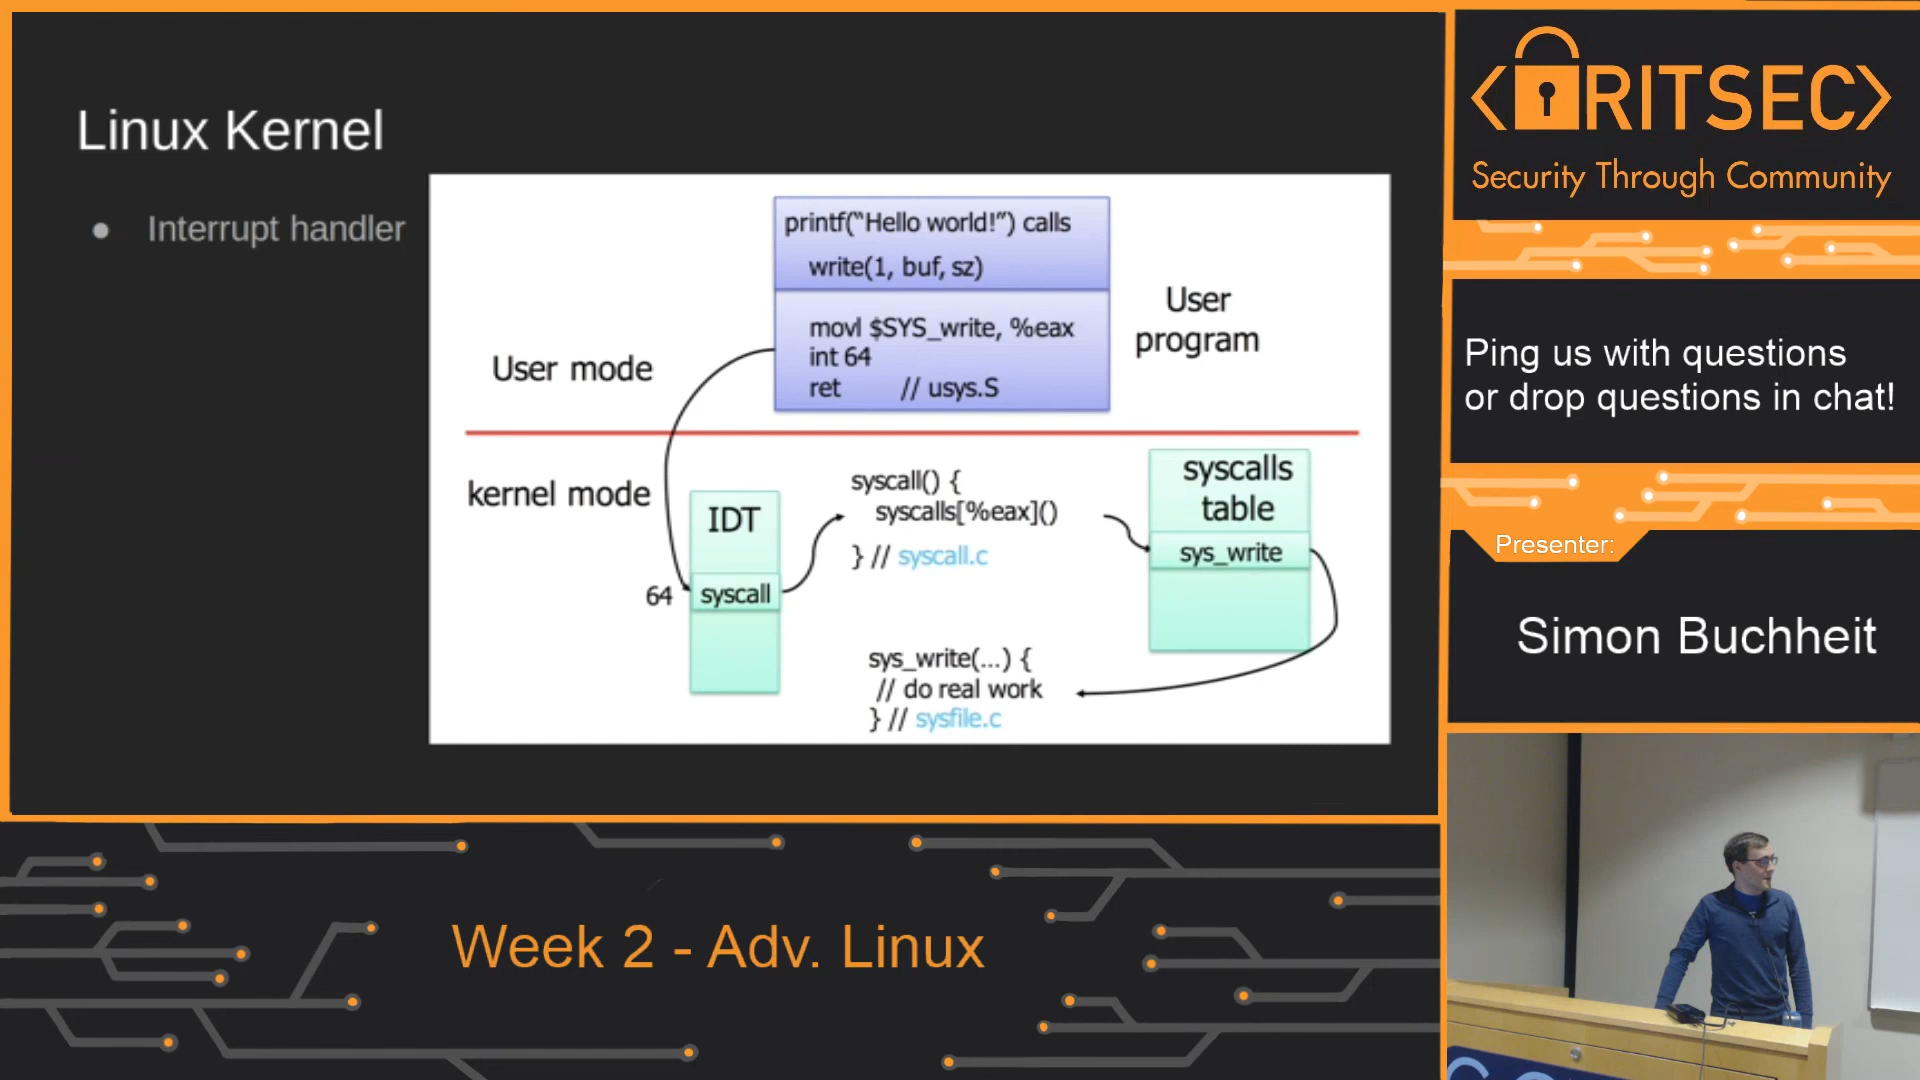 Linux Kernel
● Interrupt handler
printf(“Hello world!”) calls
write(1, buf, sz)
movl $SYS_write, %eax
int 64
ret // usys.S
User
program
User mode
kernel mode
IDT
64 syscall
syscall() {
syscalls[%eax]()
} // syscall.c
syscalls
table
sys_write
sys_write(...) {
// do real work
} // sysfile.c
<RITSEC>
Security Through Community
Ping us with questions
or drop questions in chat!
Presenter:
Simon Buchheit
Week 2 - Adv. Linux